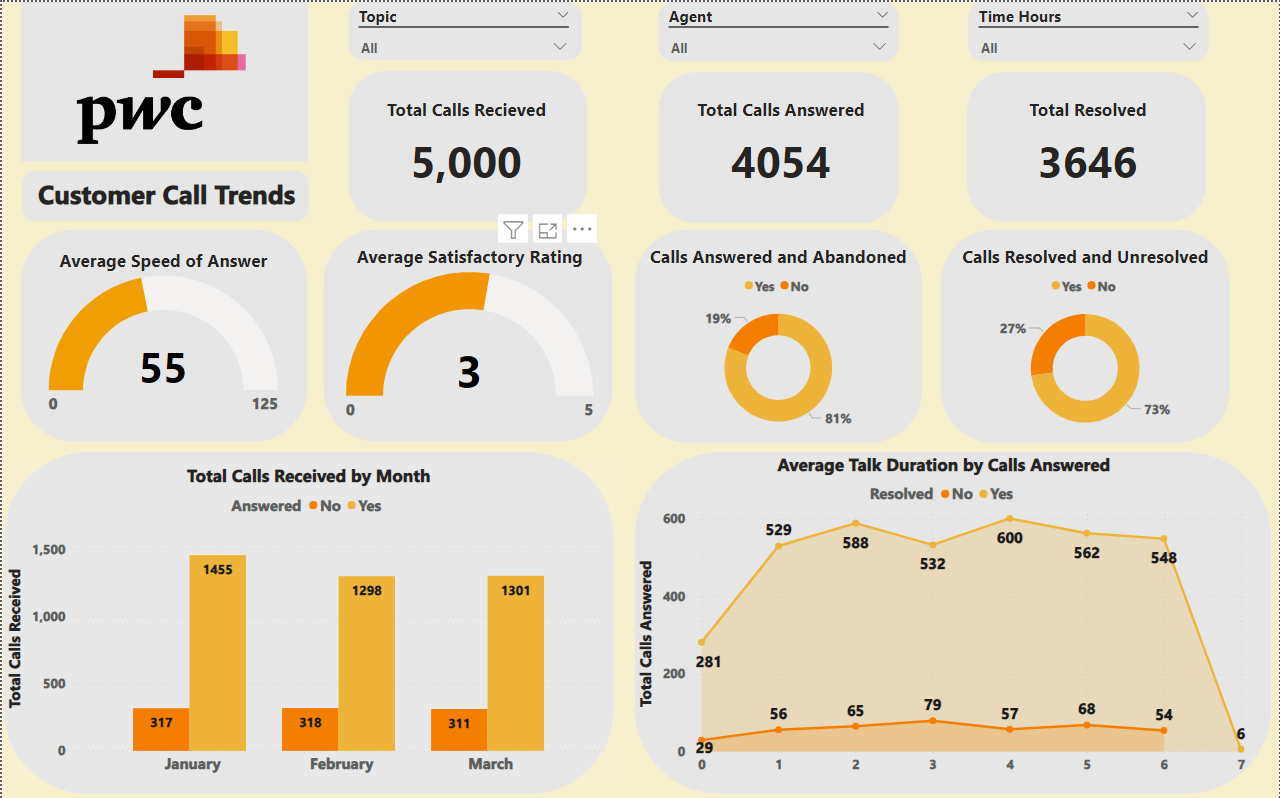 pwc
Customer Call Trends
Topic
All
Agent
All
Time Hours
All
Total Calls Recieved
5,000
Total Calls Answered
4054
Total Resolved
3646
Average Speed of Answer
55
0
125
Average Satisfactory Rating
3
0
5
Calls Answered and Abandoned
Yes No
19%
81%
Calls Resolved and Unresolved
Yes No
27%
73%
Total Calls Received by Month
Answered No Yes
Total Calls Received
1,500
1,000
500
0
1455
1298
1301
317
318
311
January February March
Average Talk Duration by Calls Answered
Resolved No Yes
Total Calls Answered
600
400
200
0
529
588
532
600
562
548
281
56
65
79
57
68
54
29
6
0 1 2 3 4 5 6 7